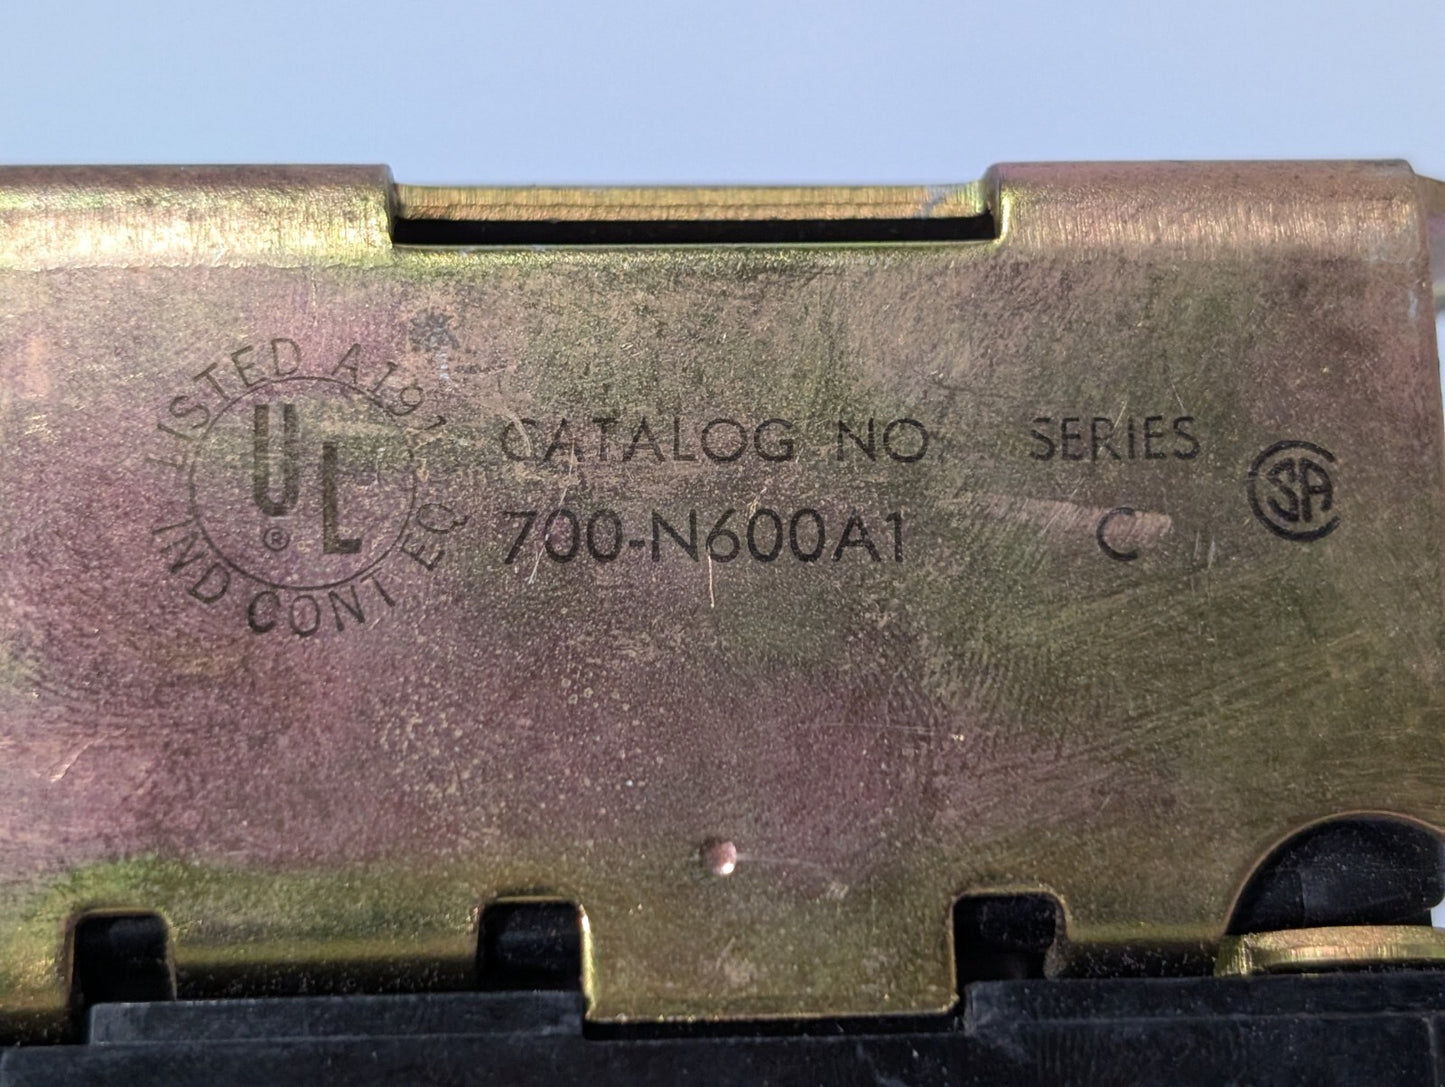 LISTED A191
UL
®
IND CONT EQ
CATALOG NO SERIES
700-N600A1 C
SA